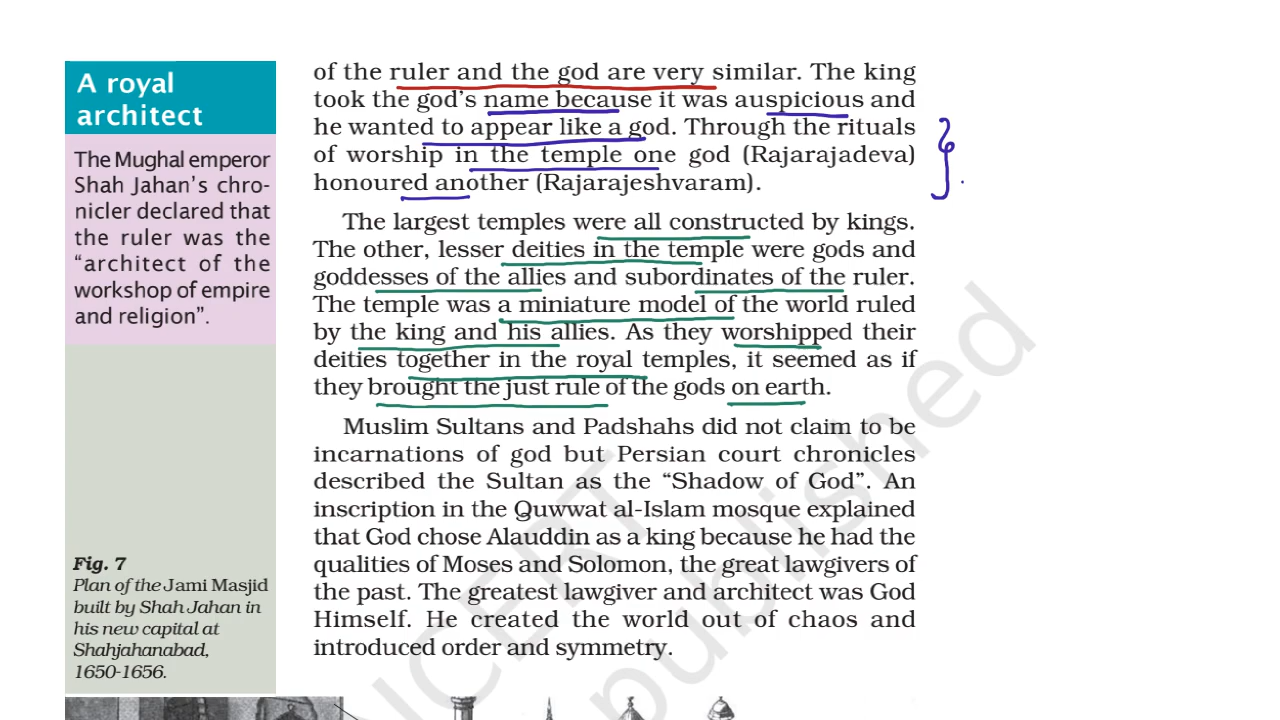 A royal
architect
The Mughal emperor
Shah Jahan's chro-
nicler declared that
the ruler was the
"architect of the
workshop of empire
and religion".
Fig. 7
Plan of the Jami Masjid
built by Shah Jahan in
his new capital at
Shahjahanabad,
1650-1656.
of the ruler and the god are very similar. The king
took the god's name because it was auspicious and
he wanted to appear like a god. Through the rituals
of worship in the temple one god (Rajarajadeva)
honoured another (Rajarajeshvaram).
The largest temples were all constructed by kings.
The other, lesser deities in the temple were gods and
goddesses of the allies and subordinates of the ruler.
The temple was a miniature model of the world ruled
by the king and his allies. As they worshipped their
deities together in the royal temples, it seemed as if
they brought the just rule of the gods on earth.
Muslim Sultans and Padshahs did not claim to be
incarnations of god but Persian court chronicles
described the Sultan as the "Shadow of God". An
inscription in the Quwwat al-Islam mosque explained
that God chose Alauddin as a king because he had the
qualities of Moses and Solomon, the great lawgivers of
the past. The greatest lawgiver and architect was God
Himself. He created the world out of chaos and
introduced order and symmetry.
NCERT
published